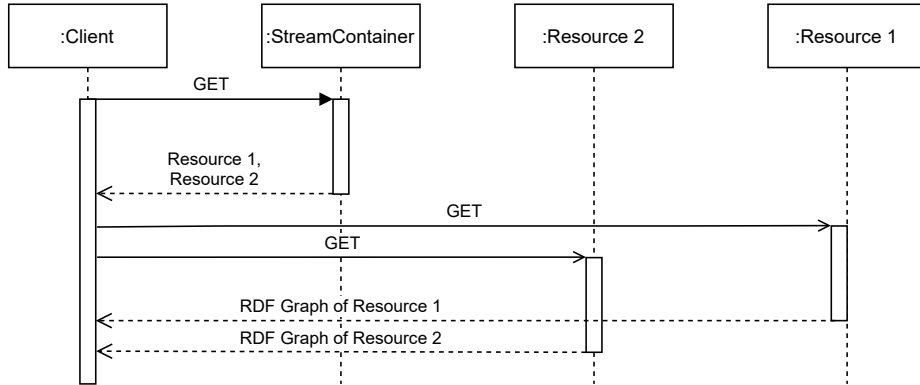 :Client
:StreamContainer
:Resource 2
:Resource 1
GET
Resource 1,
Resource 2
GET
GET
RDF Graph of Resource 1
RDF Graph of Resource 2